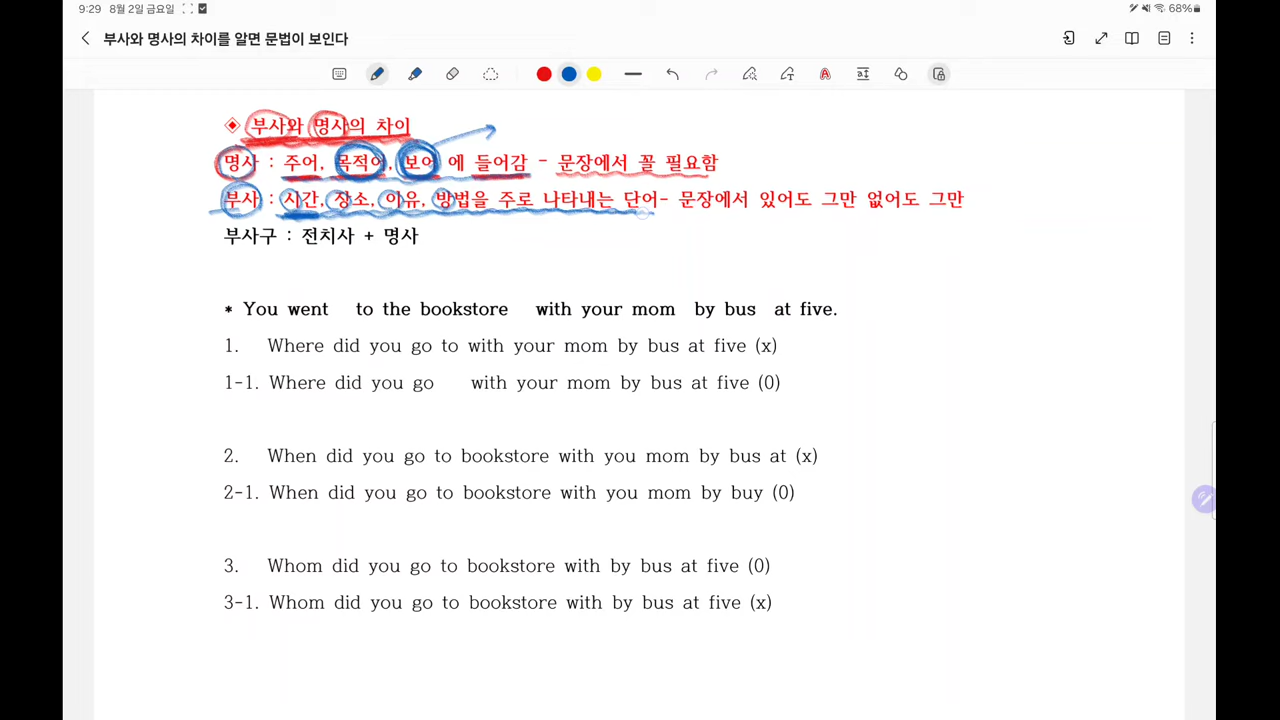 9:29 8월 2일 금요일
68%
부사와 명사의 차이를 알면 문법이 보인다
◈ 부사와 명사의 차이
명사 : 주어, 목적어, 보어 에 들어감 - 문장에서 꼴 필요함
부사 : 시간, 장소, 이유, 방법을 주로 나타내는 단어- 문장에서 있어도 그만 없어도 그만
부사구 : 전치사 + 명사
* You went to the bookstore with your mom by bus at five.
1. Where did you go to with your mom by bus at five (x)
1-1. Where did you go with your mom by bus at five (0)
2. When did you go to bookstore with you mom by bus at (x)
2-1. When did you go to bookstore with you mom by buy (0)
3. Whom did you go to bookstore with by bus at five (0)
3-1. Whom did you go to bookstore with by bus at five (x)